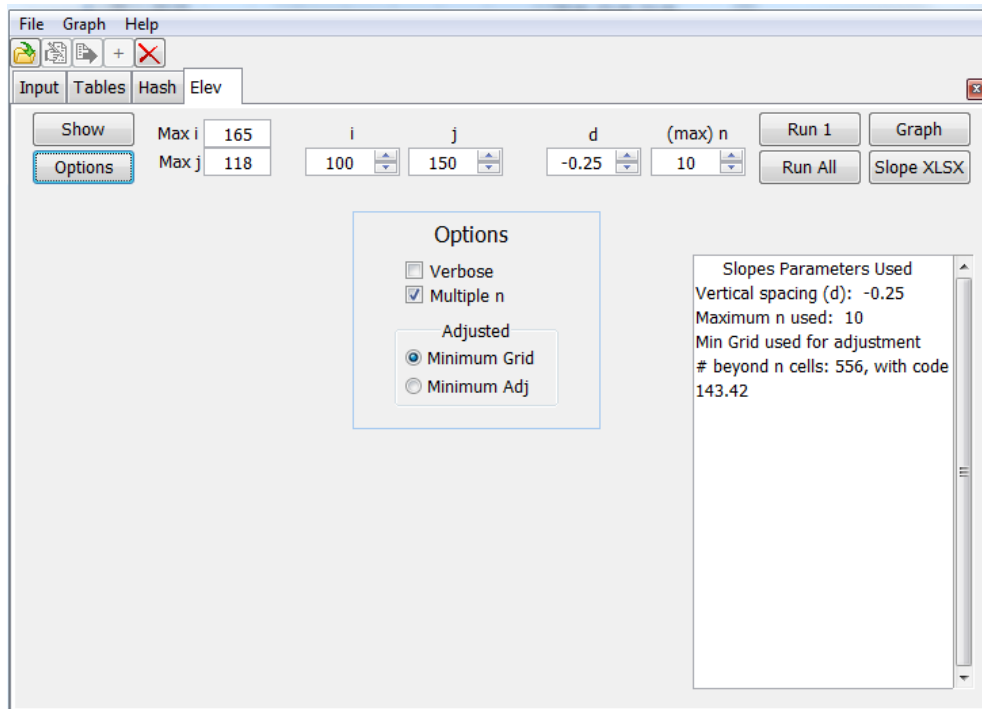 File Graph Help
+
Input Tables Hash Elev
Show Max i 165 i j d (max) n Run 1 Graph
Options Max j 118 100 150 -0.25 10 Run All Slope XLSX
Options
Verbose
Multiple n
Adjusted
Minimum Grid
Minimum Adj
Slopes Parameters Used
Vertical spacing (d): -0.25
Maximum n used: 10
Min Grid used for adjustment
# beyond n cells: 556, with code
143.42